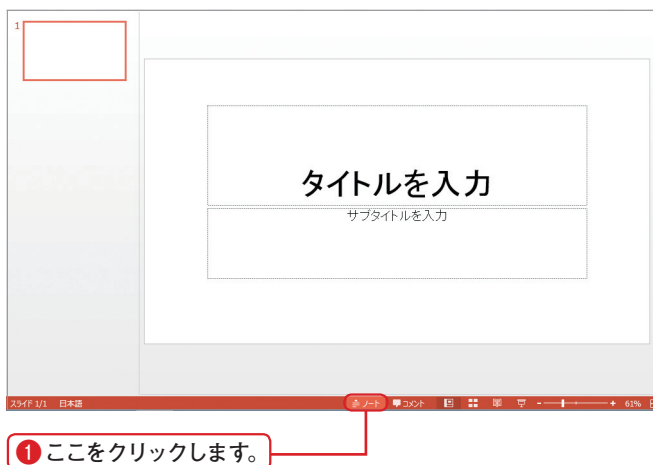 1
タイトルを入力
サブタイトルを入力
スライド 1/1 日本語 ノート コメント 61%
❶ ここをクリックします。